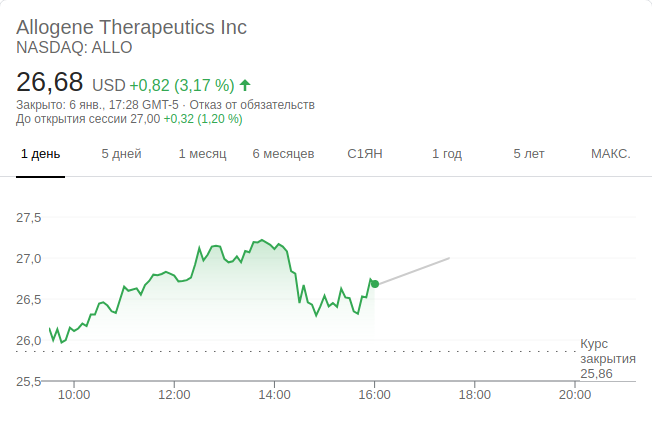 Allogene Therapeutics Inc
NASDAQ: ALLO
26,68 USD +0,82 (3,17 %)
Закрыто: 6 янв., 17:28 GMT-5 · Отказ от обязательств
До открытия сессии 27,00 +0,32 (1,20 %)
1 день 5 дней 1 месяц 6 месяцев С1ЯН 1 год 5 лет МАКС.
27,5
27,0
26,5
26,0
Курс
закрытия
25,86
25,5
10:00 12:00 14:00 16:00 18:00 20:00